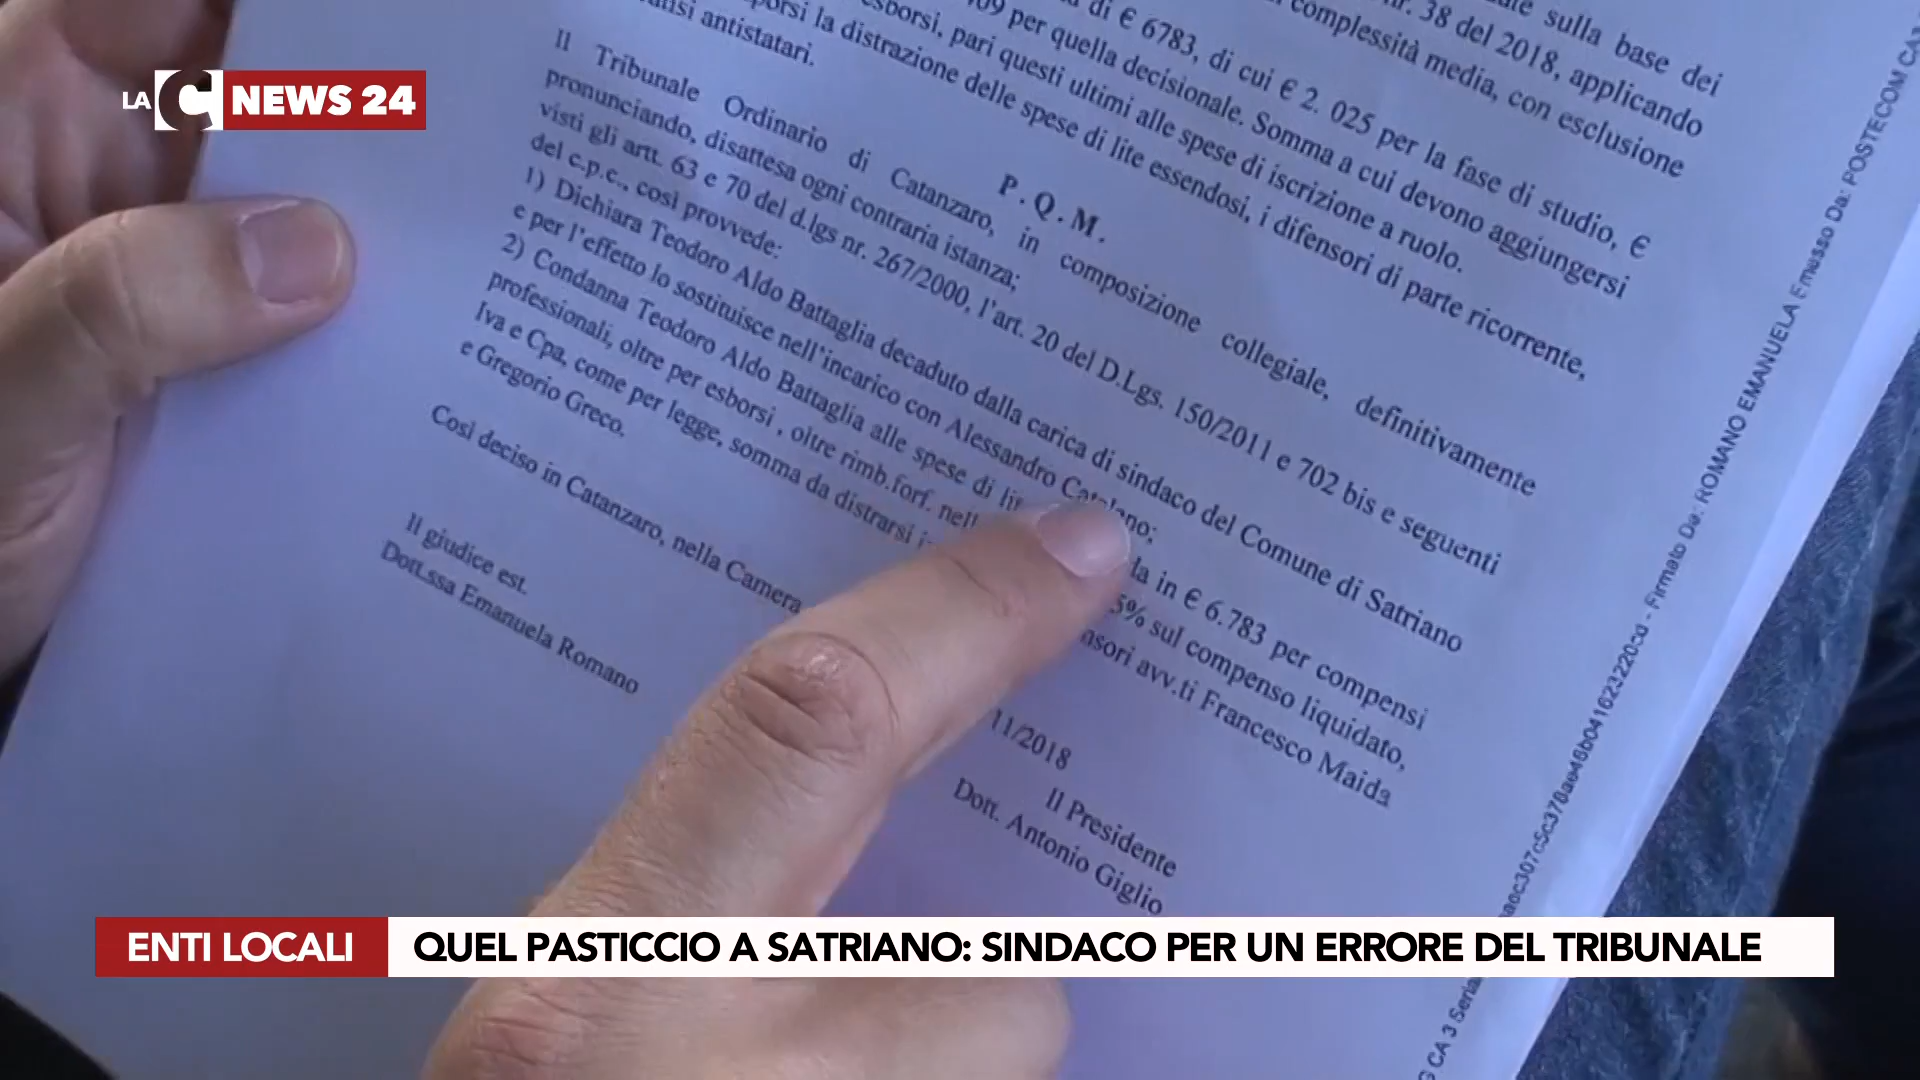 LA C NEWS 24
sulla base dei
nr. 38 del 2018, applicando
complessità media, con esclusione
di € 6783, di cui € 2. 025 per la fase di studio, €
per quella decisionale. Somma a cui devono aggiungersi
esborsi, pari questi ultimi alle spese di iscrizione a ruolo.
la distrazione delle spese di lite essendosi, i difensori di parte ricorrente,
antistatari.
P. Q. M.
Il Tribunale Ordinario di Catanzaro, in composizione collegiale, definitivamente
pronunciando, disattesa ogni contraria istanza;
visti gli artt. 63 e 70 del d.lgs nr. 267/2000, l'art. 20 del D.Lgs. 150/2011 e 702 bis e seguenti
del c.p.c., così provvede:
1) Dichiara Teodoro Aldo Battaglia decaduto dalla carica di sindaco del Comune di Satriano
e per l'effetto lo sostituisce nell'incarico con Alessandro
2) Condanna Teodoro Aldo Battaglia alle spese di in € 6.783 per compensi
professionali, oltre per esborsi , oltre rimb.forf. 5% sul compenso liquidato,
Iva e Cpa, come per legge, somma da distrarsi avv.ti Francesco Maida
e Gregorio Greco.
Così deciso in Catanzaro, nella Camera 11/2018
Il giudice est.
Dott.ssa Emanuela Romano
Il Presidente
Dott. Antonio Giglio
Firmato Da: ROMANO EMANUELA Emesso Da: POSTECOM
ENTI LOCALI
QUEL PASTICCIO A SATRIANO: SINDACO PER UN ERRORE DEL TRIBUNALE